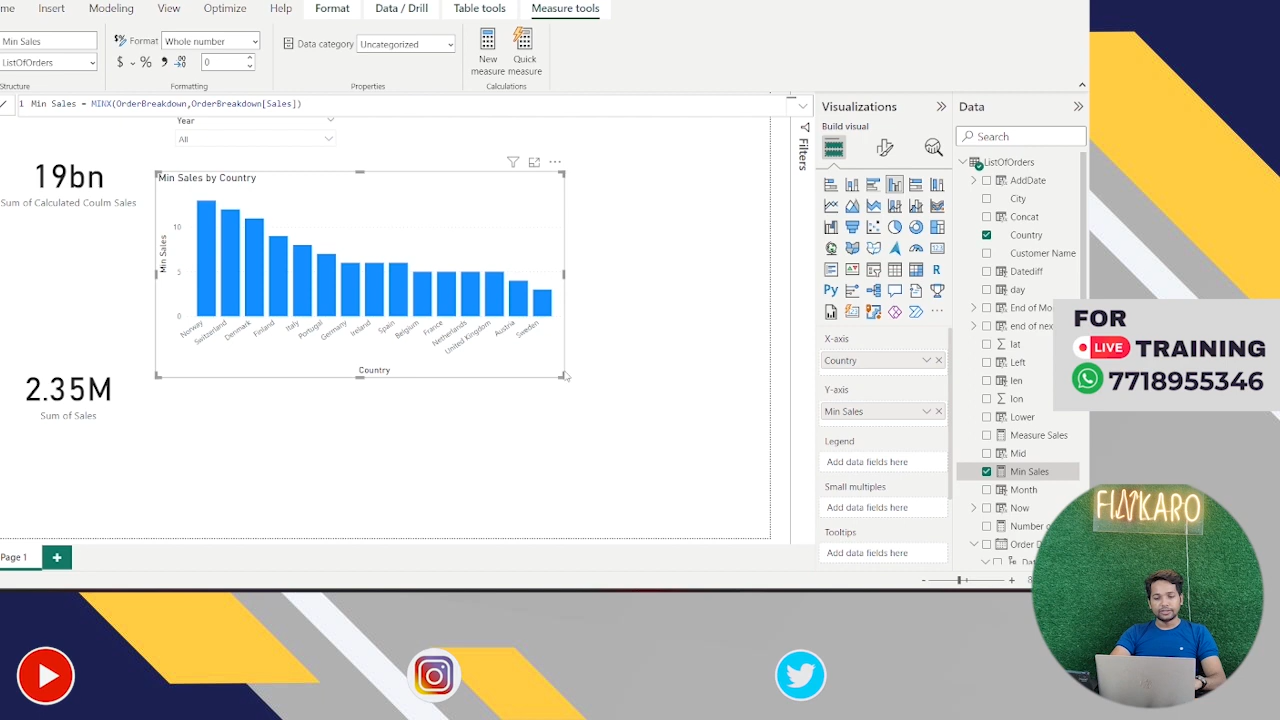 me Insert Modeling View Optimize Help Format Data / Drill Table tools Measure tools
Min Sales
Format Whole number
Data category Uncategorized
ListOfOrders
$ % 0
New measure
Quick measure
Structure
Formatting
Properties
Calculations
1 Min Sales = MINX(OrderBreakdown,OrderBreakdown[Sales])
Year
All
19bn
Sum of Calculated Coulm Sales
2.35M
Sum of Sales
Min Sales by Country
Min Sales
10
5
0
Norway
Switzerland
Denmark
Finland
Italy
Portugal
Germany
Ireland
Spain
Belgium
France
Netherlands
United Kingdom
Austria
Sweden
Country
Filters
Visualizations
Build visual
123
R
Py
X-axis
Country
Y-axis
Min Sales
Legend
Add data fields here
Small multiples
Add data fields here
Tooltips
Add data fields here
Data
Search
ListOfOrders
AddDate
City
Concat
Country
Customer Name
Datediff
day
End of Mo
end of nex
lat
Left
len
lon
Lower
Measure Sales
Mid
Min Sales
Month
Now
Number
Order
Page 1
FOR
LIVE TRAINING
7718955346
FINKARO